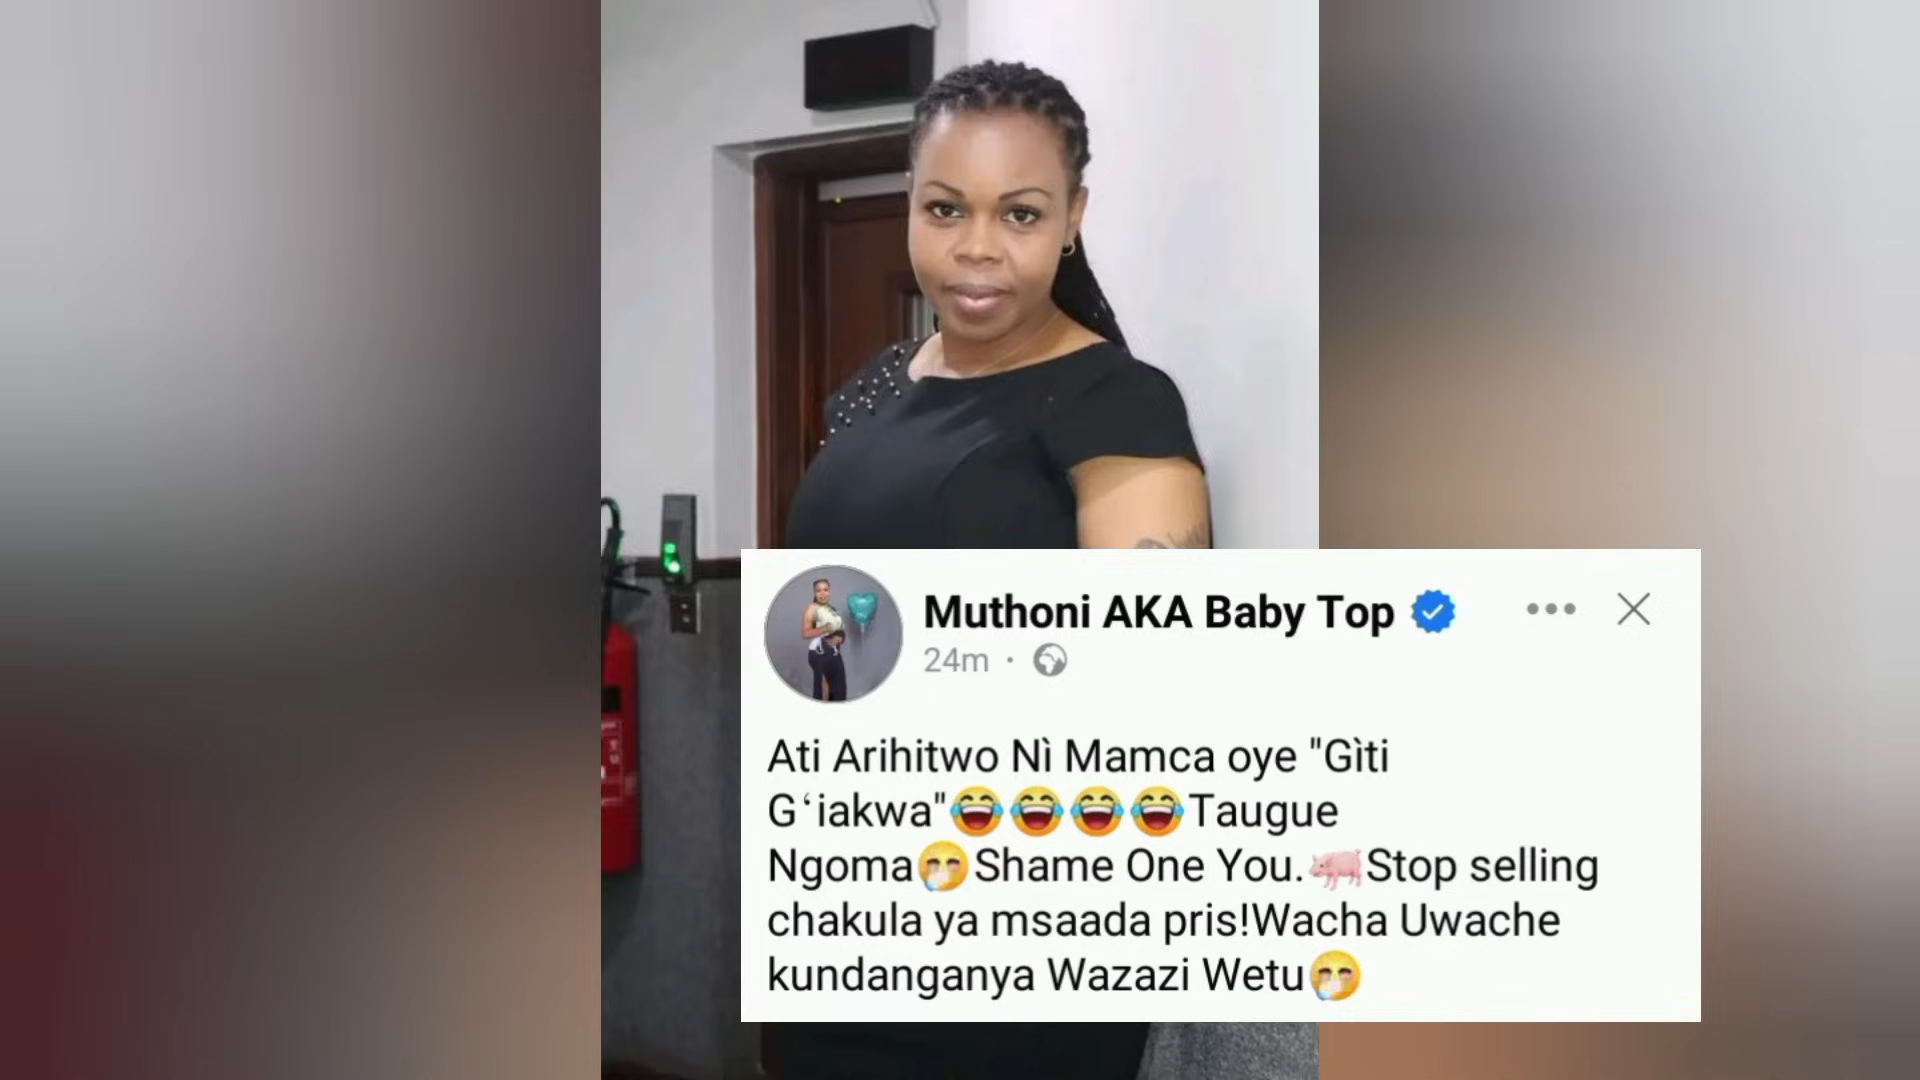 Muthoni AKA Baby Top
24m ·
Ati Arihitwo Nì Mamca oye "Gìti
G‘iakwa"😂😂😂😂Taugue
Ngoma🤧Shame One You.🐖Stop selling
chakula ya msaada pris!Wacha Uwache
kundanganya Wazazi Wetu🤧